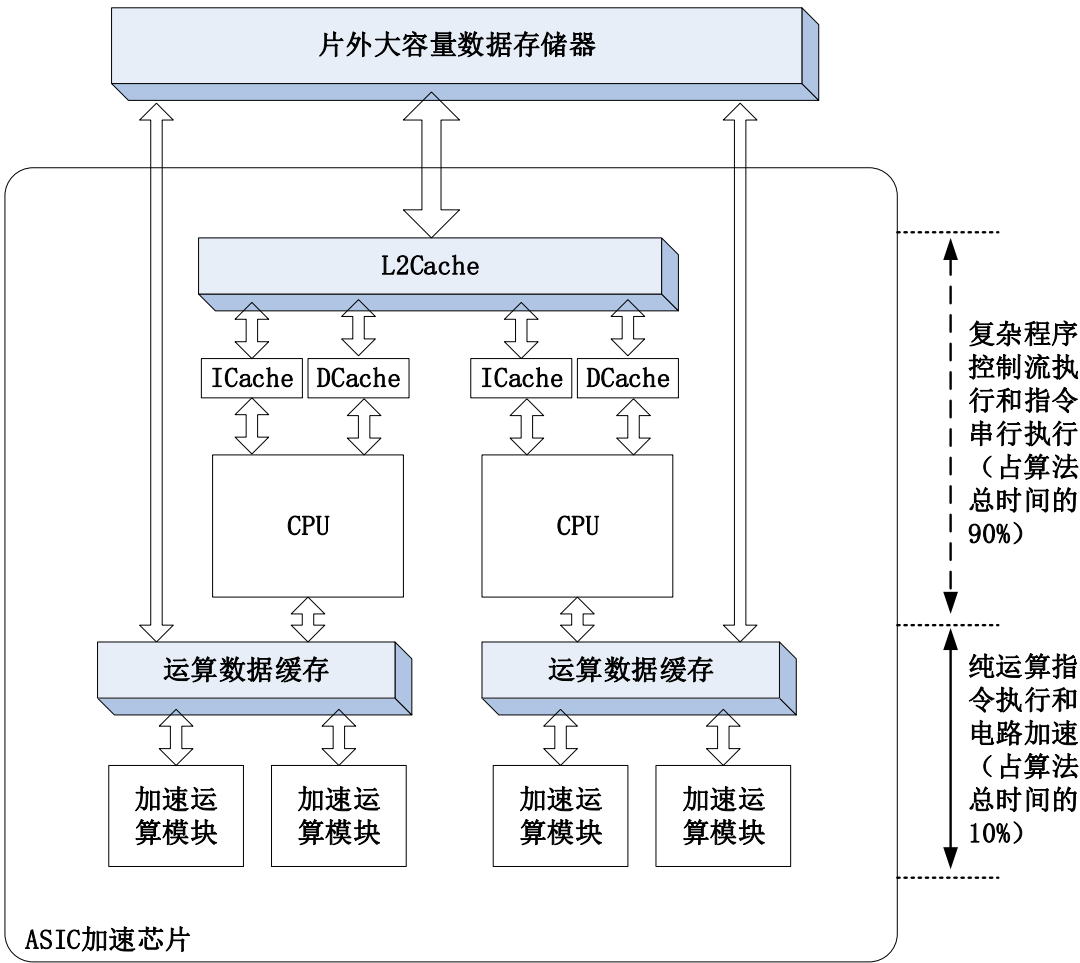 片外大容量数据存储器
L2Cache
ICache
DCache
ICache
DCache
CPU
CPU
运算数据缓存
运算数据缓存
加速运
算模块
加速运
算模块
加速运
算模块
加速运
算模块
ASIC加速芯片
复杂程序
控制流执
行和指令
串行执行
（占算法
总时间的
90%）
纯运算指
令执行和
电路加速
（占算法
总时间的
10%）